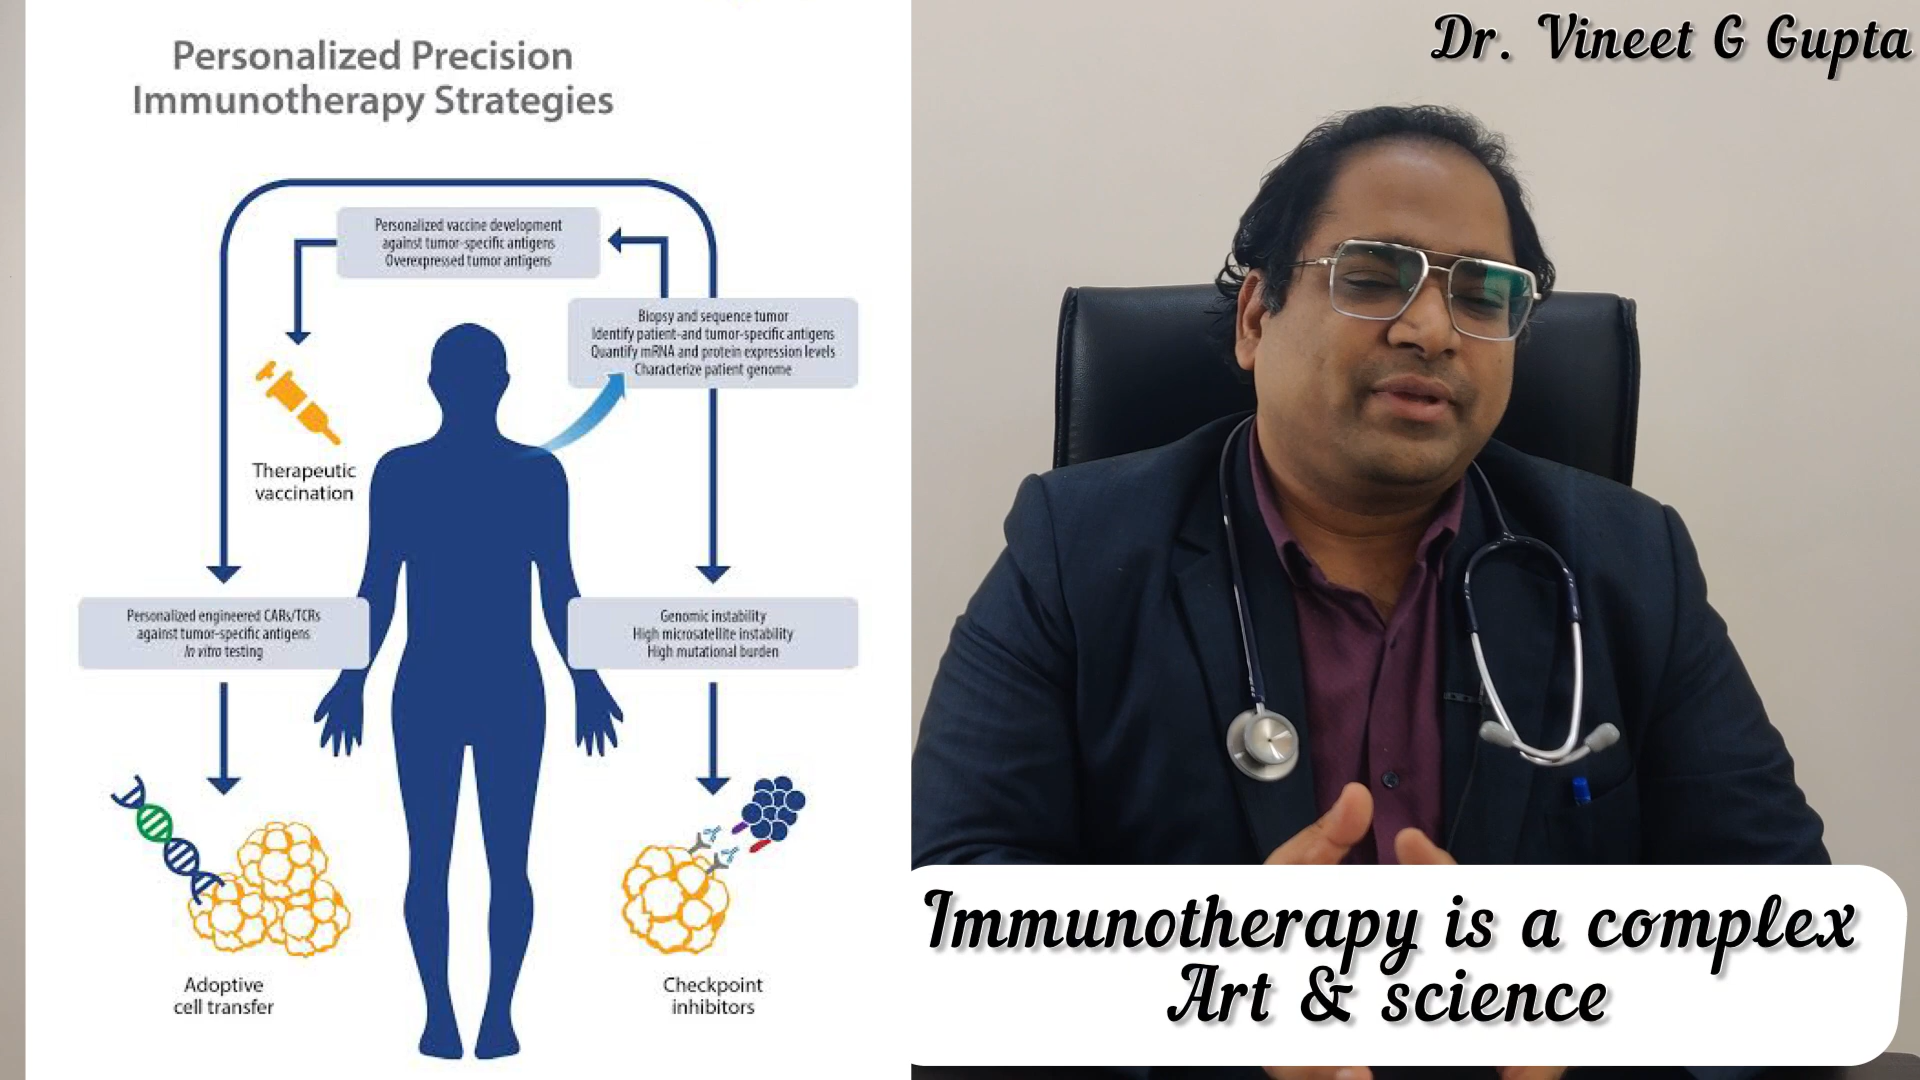 Personalized Precision
Immunotherapy Strategies
Personalized vaccine development
against tumor-specific antigens
Overexpressed tumor antigens
Biopsy and sequence tumor
Identify patient-and tumor-specific antigens
Quantify mRNA and protein expression levels
Characterize patient genome
Therapeutic
vaccination
Personalized engineered CARs/TCRs
against tumor-specific antigens
In vitro testing
Genomic instability
High microsatellite instability
High mutational burden
Adoptive
cell transfer
Checkpoint
inhibitors
Dr. Vineet G Gupta
Immunotherapy is a complex
Art & science